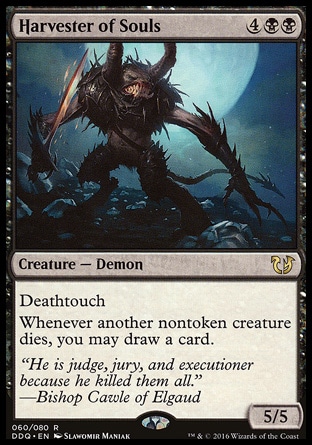 Harvester of Souls 4
Creature — Demon
Deathtouch
Whenever another nontoken creature
dies, you may draw a card.
"He is judge, jury, and executioner
because he killed them all."
—Bishop Cawle of Elgaud
5/5
060/080 R
DDQ • EN Slawomir Maniak
™ & © 2016 Wizards of the Coast